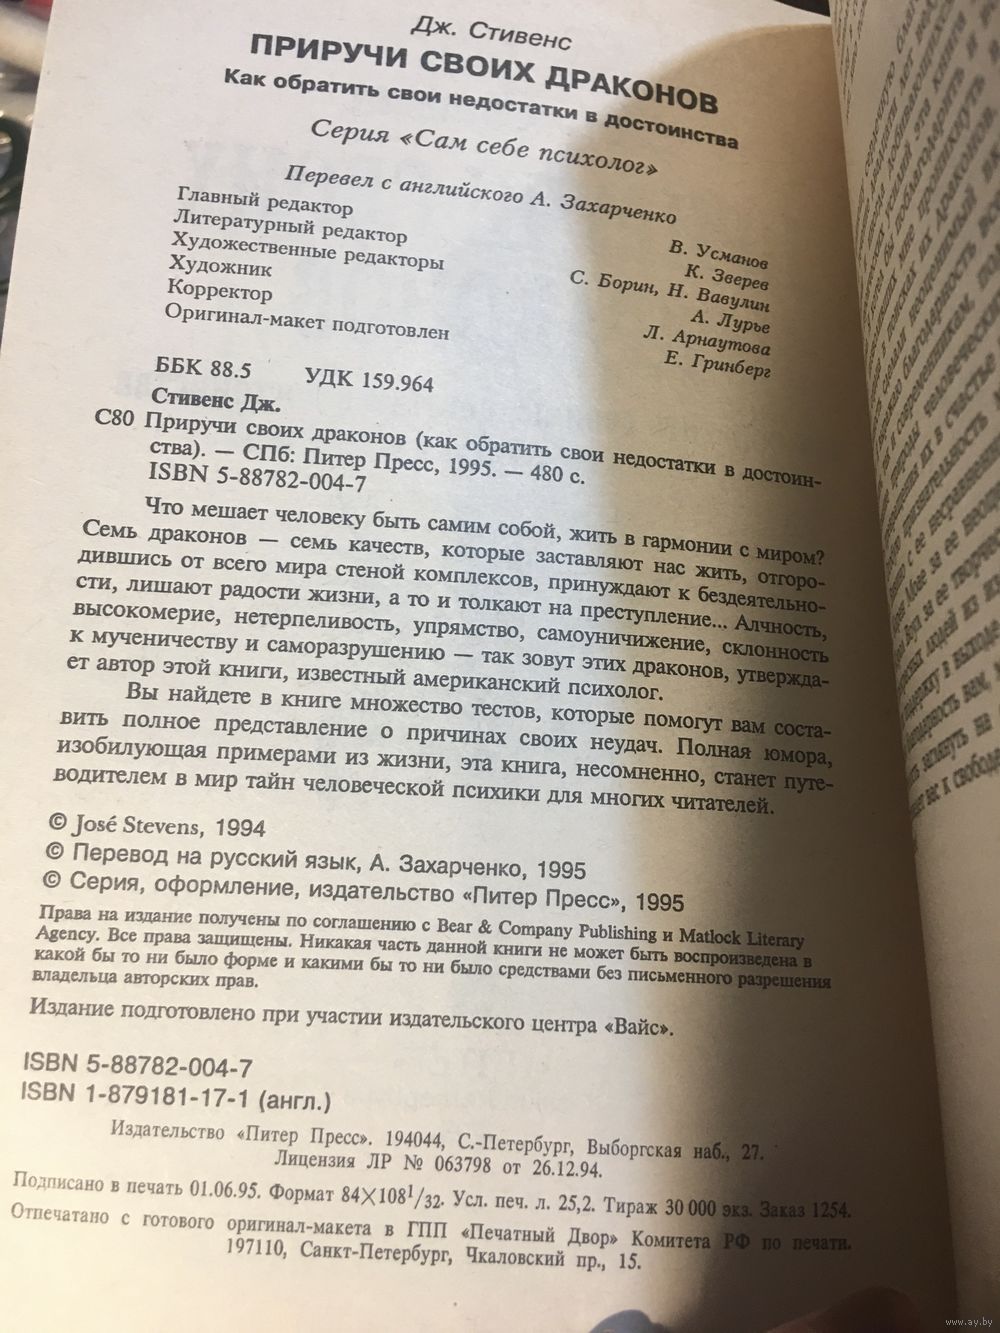 Дж. Стивенс
ПРИРУЧИ СВОИХ ДРАКОНОВ
Как обратить свои недостатки в достоинства
Серия «Сам себе психолог»
Перевел с английского А. Захарченко
Главный редактор В. Усманов
Литературный редактор К. Зверев
Художественные редакторы С. Борин, Н. Вавулин
Художник А. Лурье
Корректор Л. Арнаутова
Оригинал-макет подготовлен Е. Гринберг
ББК 88.5 УДК 159.964
Стивенс Дж.
С80 Приручи своих драконов (как обратить свои недостатки в достоин-
ства). — СПб: Питер Пресс, 1995. — 480 с.
ISBN 5-88782-004-7
Что мешает человеку быть самим собой, жить в гармонии с миром?
Семь драконов — семь качеств, которые заставляют нас жить, отгоро-
дившись от всего мира стеной комплексов, принуждают к бездеятельно-
сти, лишают радости жизни, а то и толкают на преступление... Алчность,
высокомерие, нетерпеливость, упрямство, самоуничижение, склонность
к мученичеству и саморазрушению — так зовут этих драконов, утвержда-
ет автор этой книги, известный американский психолог.
Вы найдете в книге множество тестов, которые помогут вам соста-
вить полное представление о причинах своих неудач. Полная юмора,
изобилующая примерами из жизни, эта книга, несомненно, станет путе-
водителем в мир тайн человеческой психики для многих читателей.
© José Stevens, 1994
© Перевод на русский язык, А. Захарченко, 1995
© Серия, оформление, издательство «Питер Пресс», 1995
Права на издание получены по соглашению с Bear & Company Publishing и Matlock Literary
Agency. Все права защищены. Никакая часть данной книги не может быть воспроизведена в
какой бы то ни было форме и какими бы то ни было средствами без письменного разрешения
владельца авторских прав.
Издание подготовлено при участии издательского центра «Вайс».
ISBN 5-88782-004-7
ISBN 1-879181-17-1 (англ.)
Издательство «Питер Пресс». 194044, С.-Петербург, Выборгская наб., 27.
Лицензия ЛР № 063798 от 26.12.94.
Подписано в печать 01.06.95. Формат 84×108 1/32. Усл. печ. л. 25,2. Тираж 30 000 экз. Заказ 1254.
Отпечатано с готового оригинал-макета в ГПП «Печатный Двор» Комитета РФ по печати.
197110, Санкт-Петербург, Чкаловский пр., 15.
www.ay.by